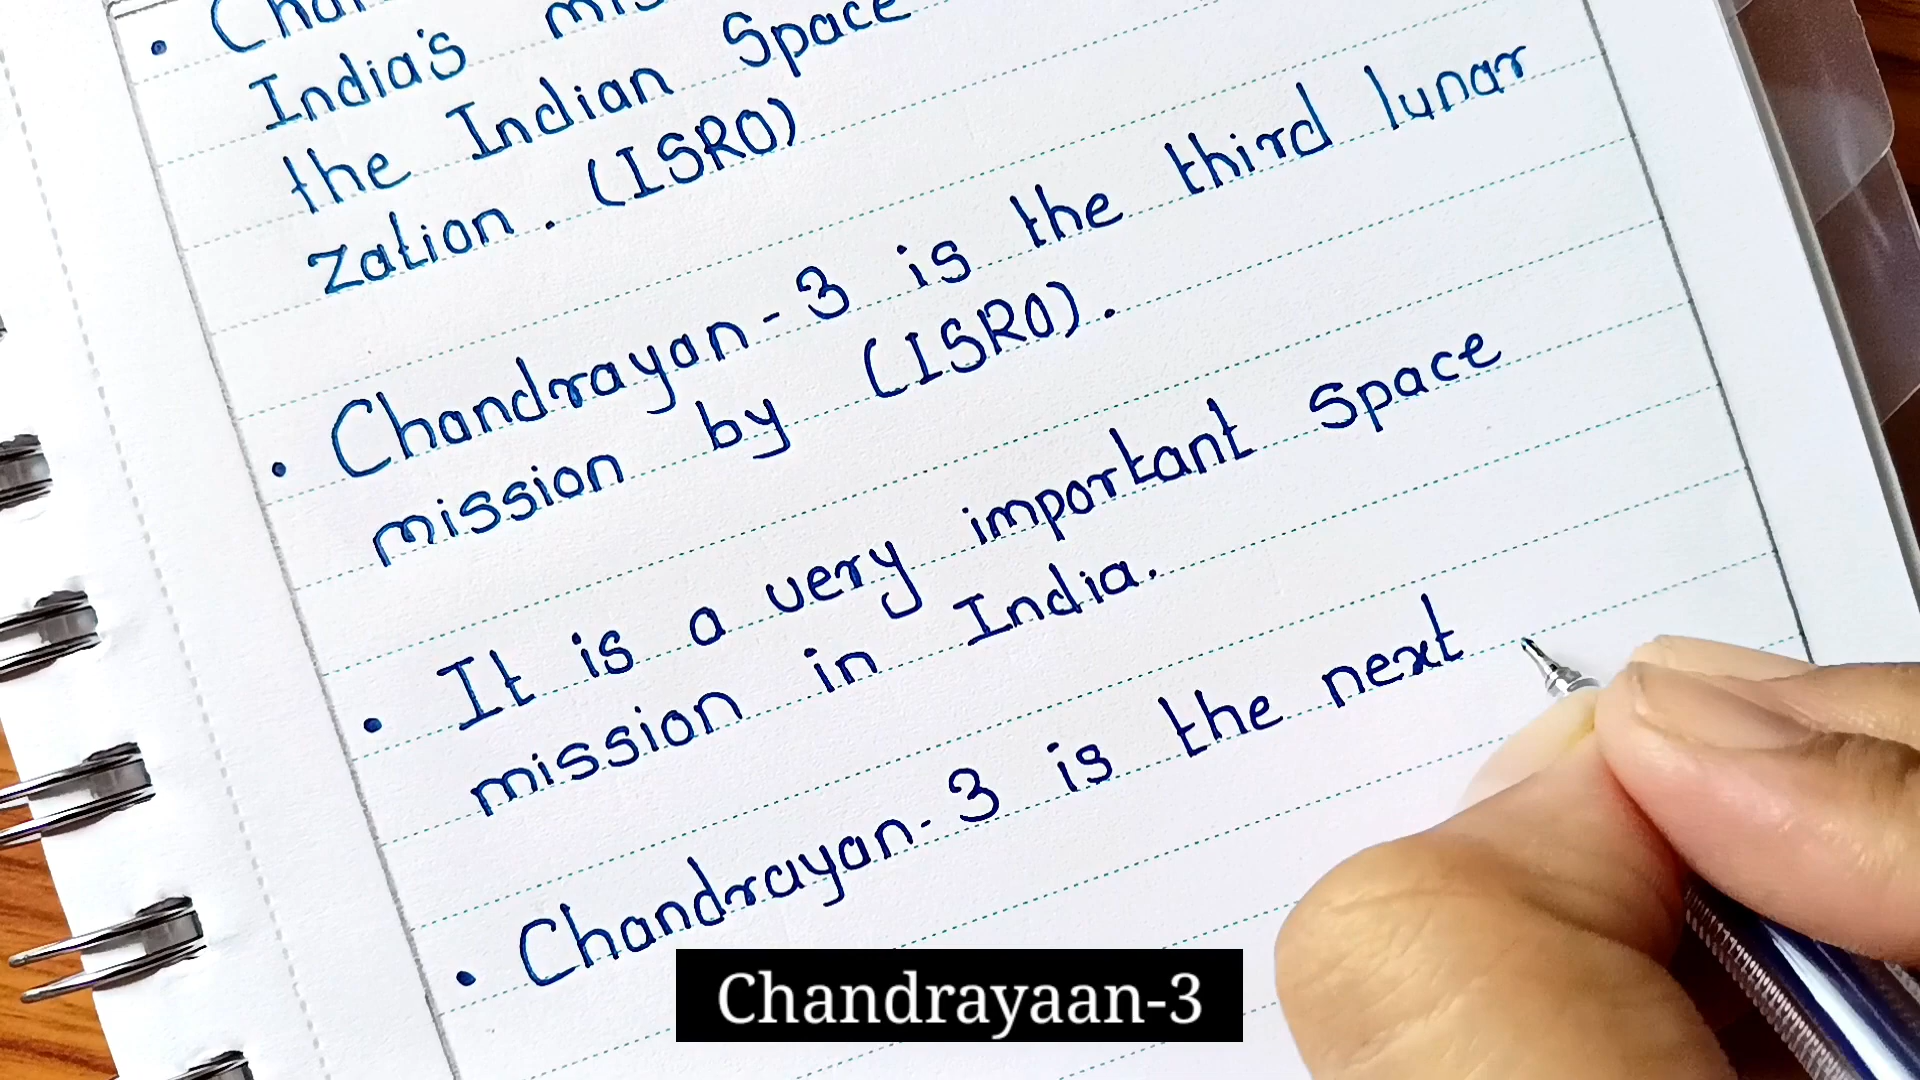 India's
the Indian Space
zation. (ISRO)
• Chandrayan-3 is the third lunar
mission by (ISRO).
• It is a very important space
mission in India.
• Chandrayan-3 is the next
Chandrayaan-3